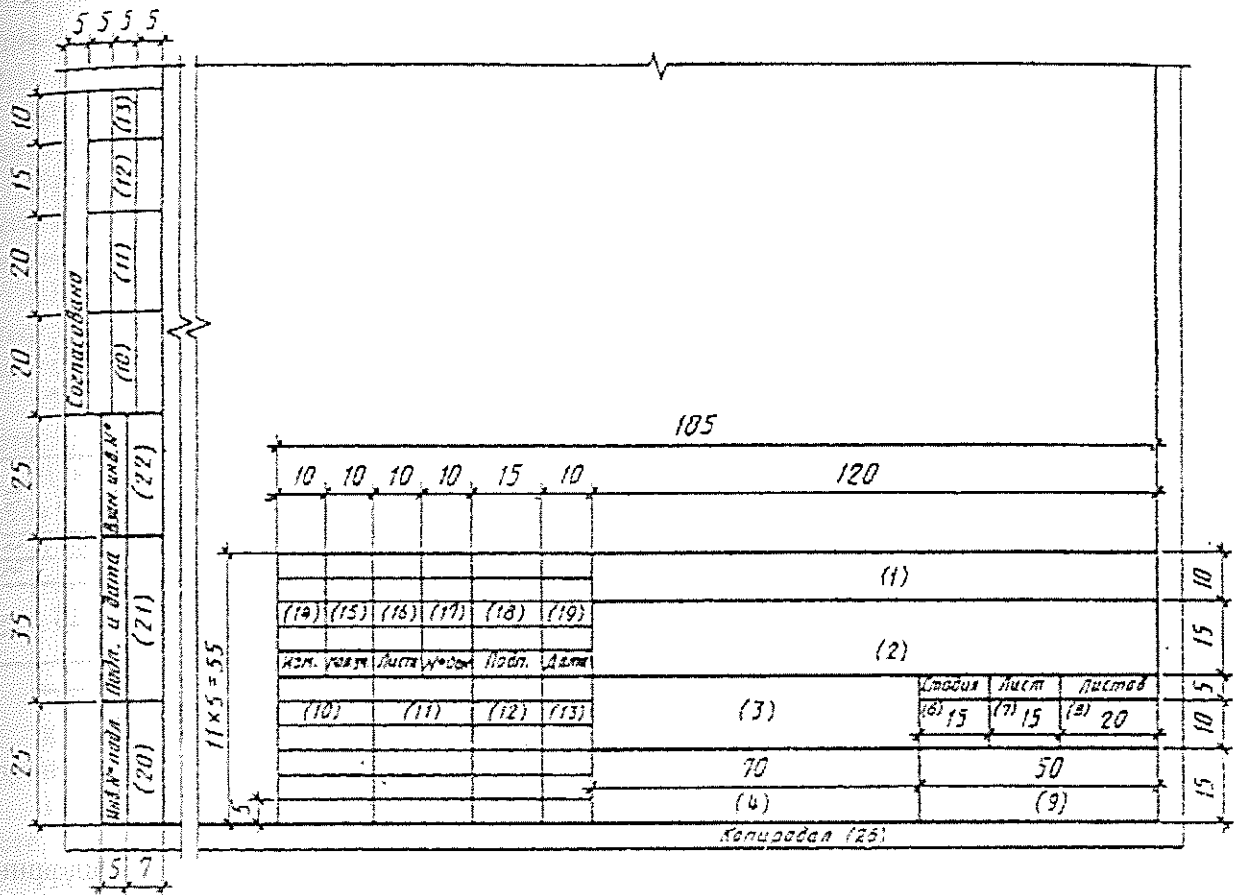 5 5 5 5
10
15
20
20
25
35
25
(13)
(12)
(11)
(10)
Согласовано
Взам инв.№
(22)
Подп. и дата
(21)
Инв.№ подл
(20)
5 7
185
10 10 10 10 15 10 120
11 × 5 = 55
5
(1)
10
(14) (15) (16) (17) (18) (19)
(2)
15
Изм. Лист №док Подп. Дата
Стадия Лист Листов
5
(10) (11) (12) (13)
(3)
(6) 15 (7) 15 (8) 20
10
70 50
(4) (9)
15
Копировал (26)